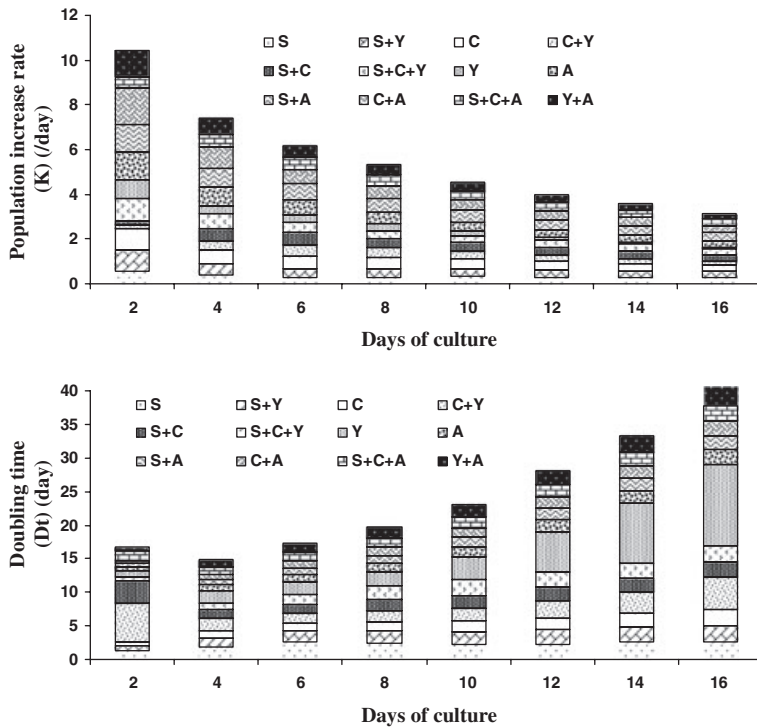 Population increase rate
(K) (/day)
12
10
8
6
4
2
0
S S+Y C C+Y
S+C S+C+Y Y A
S+A C+A S+C+A Y+A
2 4 6 8 10 12 14 16
Days of culture
Doubling time
(Dt) (day)
40
35
30
25
20
15
10
5
0
S S+Y C C+Y
S+C S+C+Y Y A
S+A C+A S+C+A Y+A
2 4 6 8 10 12 14 16
Days of culture